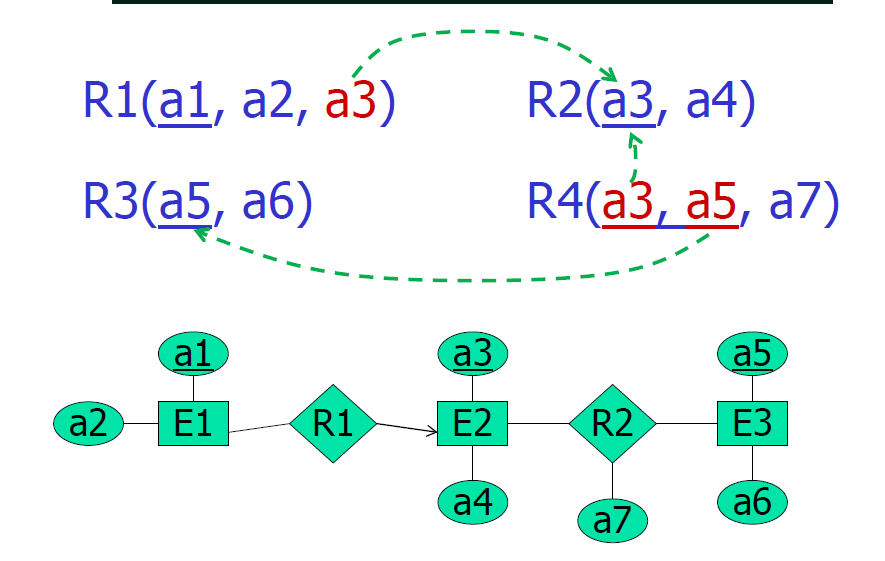 R1(a1, a2, a3) R2(a3, a4)
R3(a5, a6) R4(a3, a5, a7)
a1 a3 a5
a2 E1 R1 E2 R2 E3
a4 a7 a6